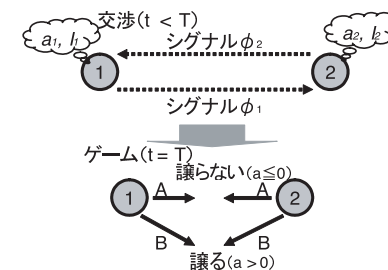 交渉(t < T)
a₁, l₁
シグナルφ₂
a₂, l₂
1
2
シグナルφ₁
ゲーム(t = T)
譲らない(a≦0)
1
A
A
2
B
B
譲る(a > 0)